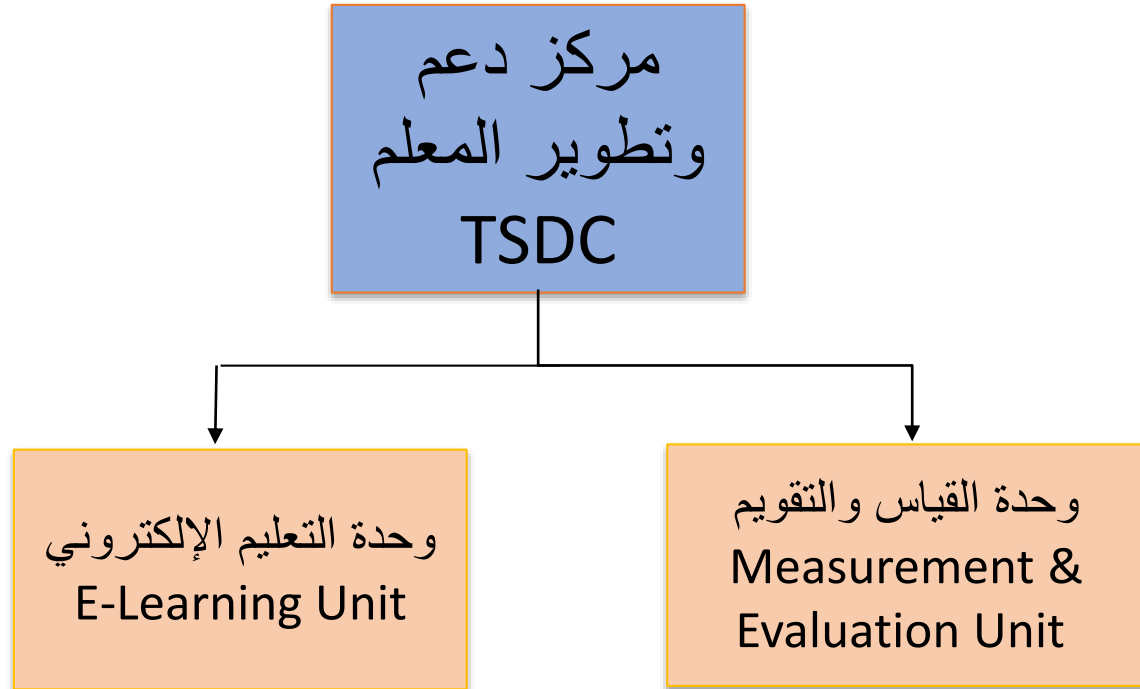 مركز دعم
وتطوير المعلم
TSDC
وحدة القياس والتقويم
Measurement &
Evaluation Unit
وحدة التعليم الإلكتروني
E-Learning Unit